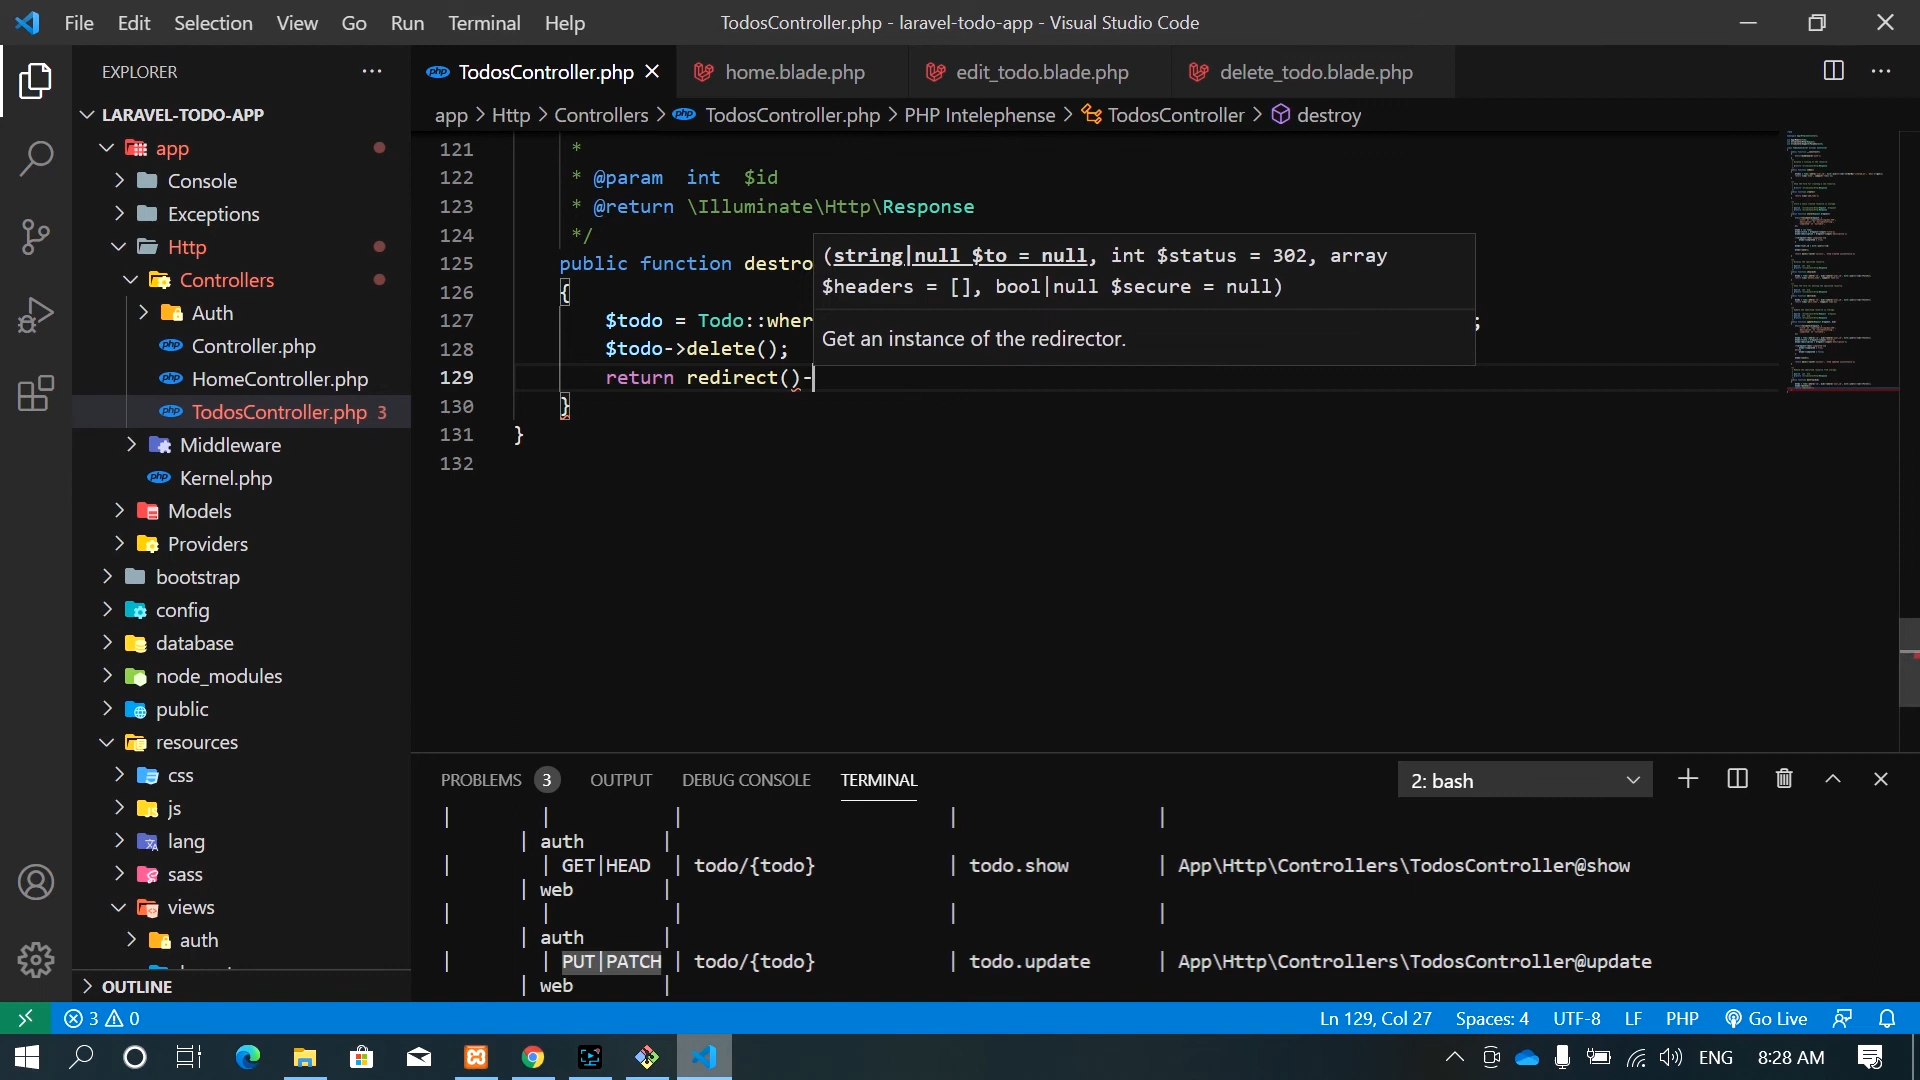 File Edit Selection View Go Run Terminal Help
TodosController.php - laravel-todo-app - Visual Studio Code
EXPLORER
LARAVEL-TODO-APP
app
Console
Exceptions
Http
Controllers
Auth
Controller.php
HomeController.php
TodosController.php 3
Middleware
Kernel.php
Models
Providers
bootstrap
config
database
node_modules
public
resources
css
js
lang
sass
views
auth
OUTLINE
TodosController.php
home.blade.php
edit_todo.blade.php
delete_todo.blade.php
app > Http > Controllers > TodosController.php > PHP Intelephense > TodosController > destroy
121 *
122 * @param int $id
123 * @return \Illuminate\Http\Response
124 */
125 public function destro
126 {
127 $todo = Todo::wher ;
128 $todo->delete();
129 return redirect()-
130 }
131 }
132
(string|null $to = null, int $status = 302, array
$headers = [], bool|null $secure = null)
Get an instance of the redirector.
PROBLEMS 3 OUTPUT DEBUG CONSOLE TERMINAL
2: bash
| | | | |
| auth |
| | GET|HEAD | todo/{todo} | todo.show | App\Http\Controllers\TodosController@show
| web |
| | | | |
| auth |
| | PUT|PATCH | todo/{todo} | todo.update | App\Http\Controllers\TodosController@update
| web |
3 0
Ln 129, Col 27 Spaces: 4 UTF-8 LF PHP Go Live
ENG 8:28 AM